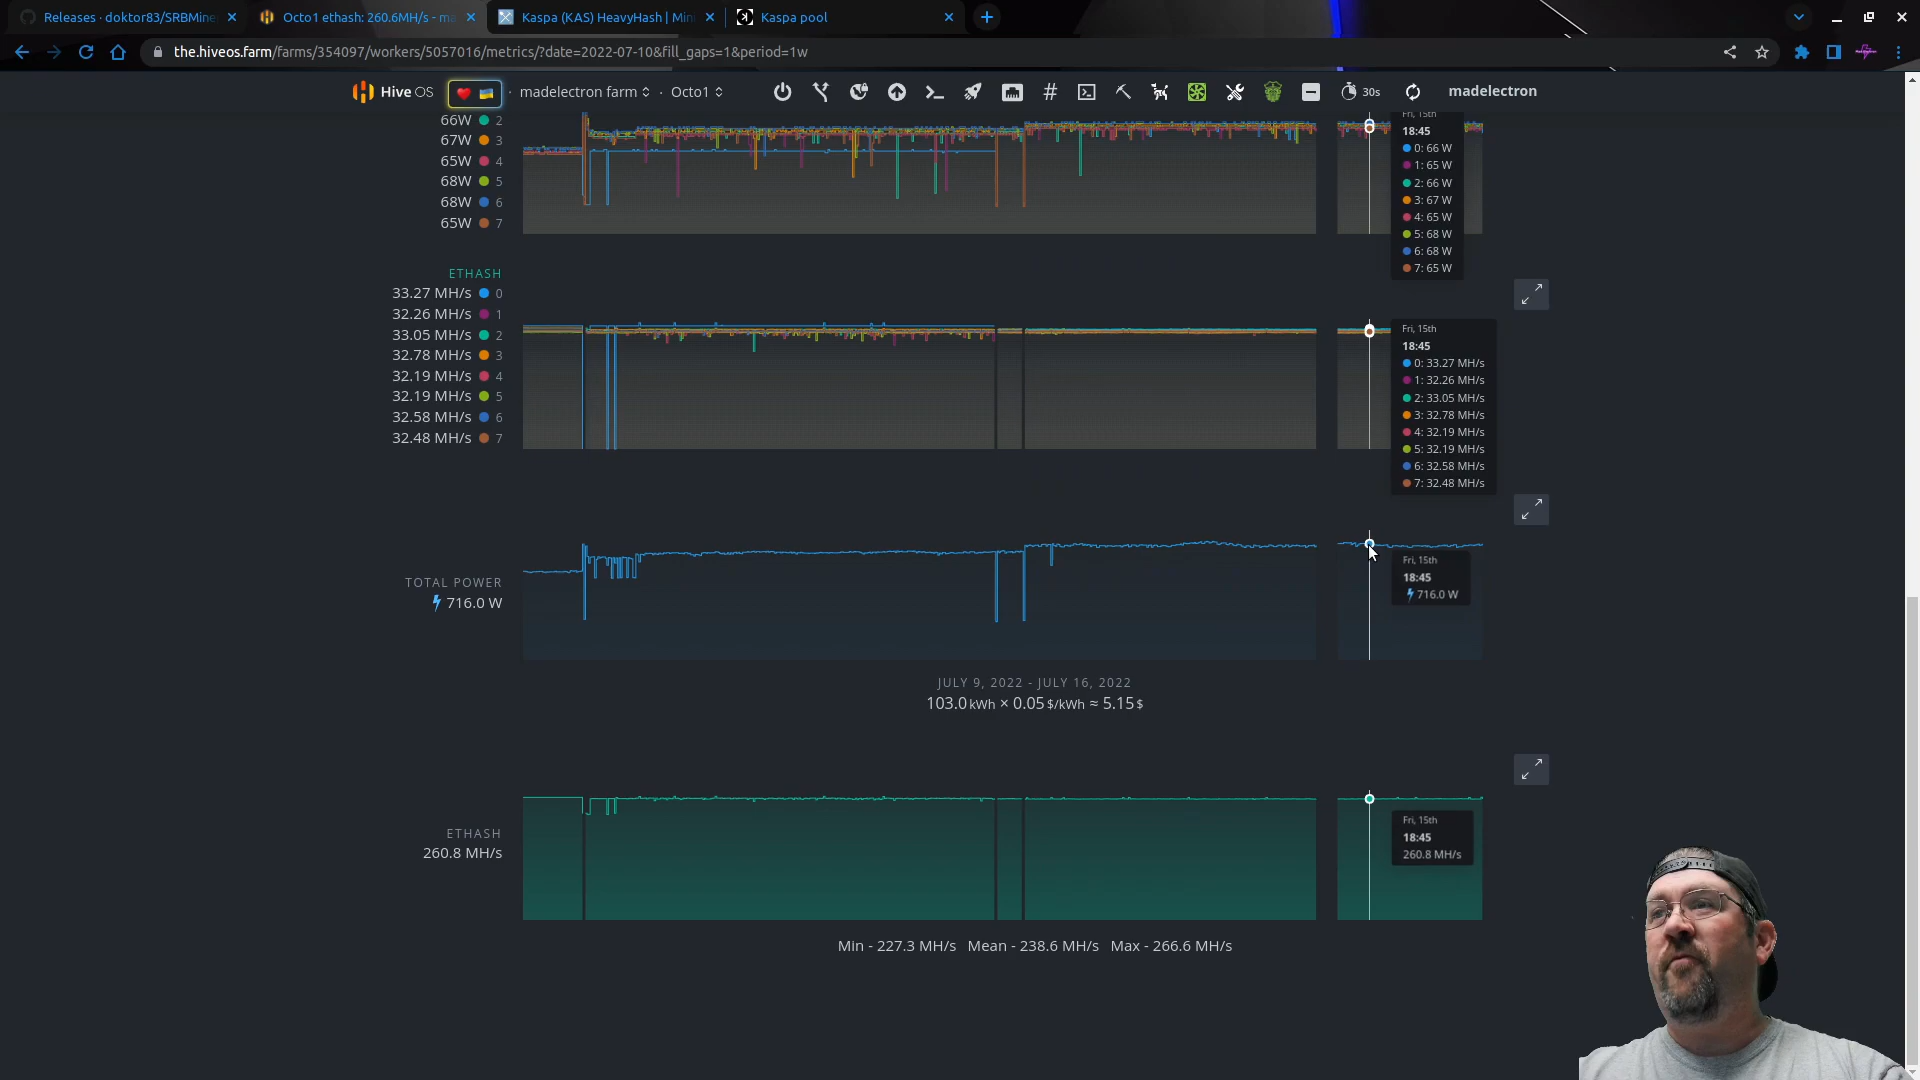 Releases · doktor83/SRBMine
Octo1 ethash: 260.6MH/s - ma
Kaspa (KAS) HeavyHash | Min
Kaspa pool
the.hiveos.farm/farms/354097/workers/5057016/metrics/?date=2022-07-10&fill_gaps=1&period=1w
Hive OS
madelectron farm
Octo1
30s
madelectron
66W 2
67W 3
65W 4
68W 5
68W 6
65W 7
Fri, 15th
18:45
0: 66 W
1: 65 W
2: 66 W
3: 67 W
4: 65 W
5: 68 W
6: 68 W
7: 65 W
ETHASH
33.27 MH/s 0
32.26 MH/s 1
33.05 MH/s 2
32.78 MH/s 3
32.19 MH/s 4
32.19 MH/s 5
32.58 MH/s 6
32.48 MH/s 7
Fri, 15th
18:45
0: 33.27 MH/s
1: 32.26 MH/s
2: 33.05 MH/s
3: 32.78 MH/s
4: 32.19 MH/s
5: 32.19 MH/s
6: 32.58 MH/s
7: 32.48 MH/s
TOTAL POWER
716.0 W
Fri, 15th
18:45
716.0 W
JULY 9, 2022 - JULY 16, 2022
103.0 kWh × 0.05 $/kWh ≈ 5.15 $
ETHASH
260.8 MH/s
Fri, 15th
18:45
260.8 MH/s
Min - 227.3 MH/s Mean - 238.6 MH/s Max - 266.6 MH/s